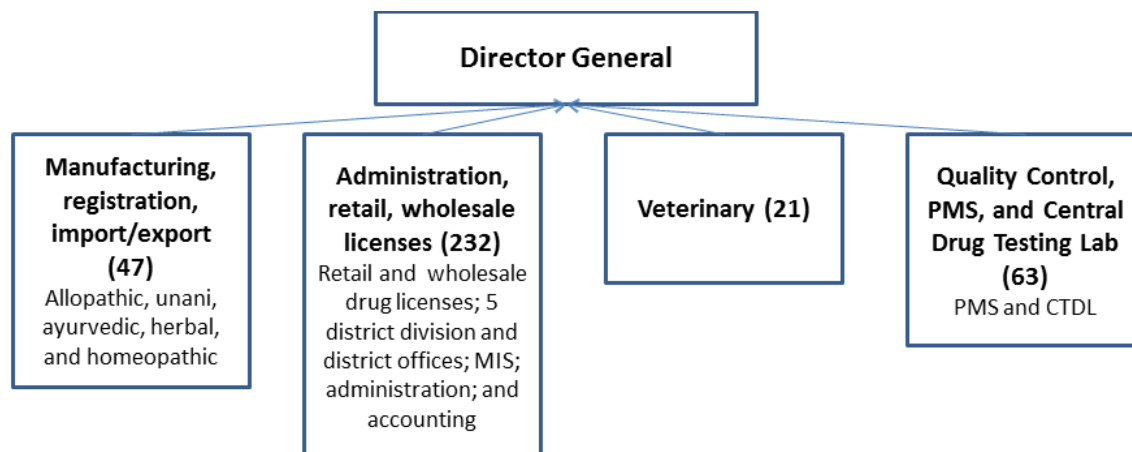 Director General
Manufacturing,
registration,
import/export
(47)
Allopathic, unani,
ayurvedic, herbal,
and homeopathic
Administration,
retail, wholesale
licenses (232)
Retail and wholesale
drug licenses; 5
district division and
district offices; MIS;
administration; and
accounting
Veterinary (21)
Quality Control,
PMS, and Central
Drug Testing Lab
(63)
PMS and CTDL